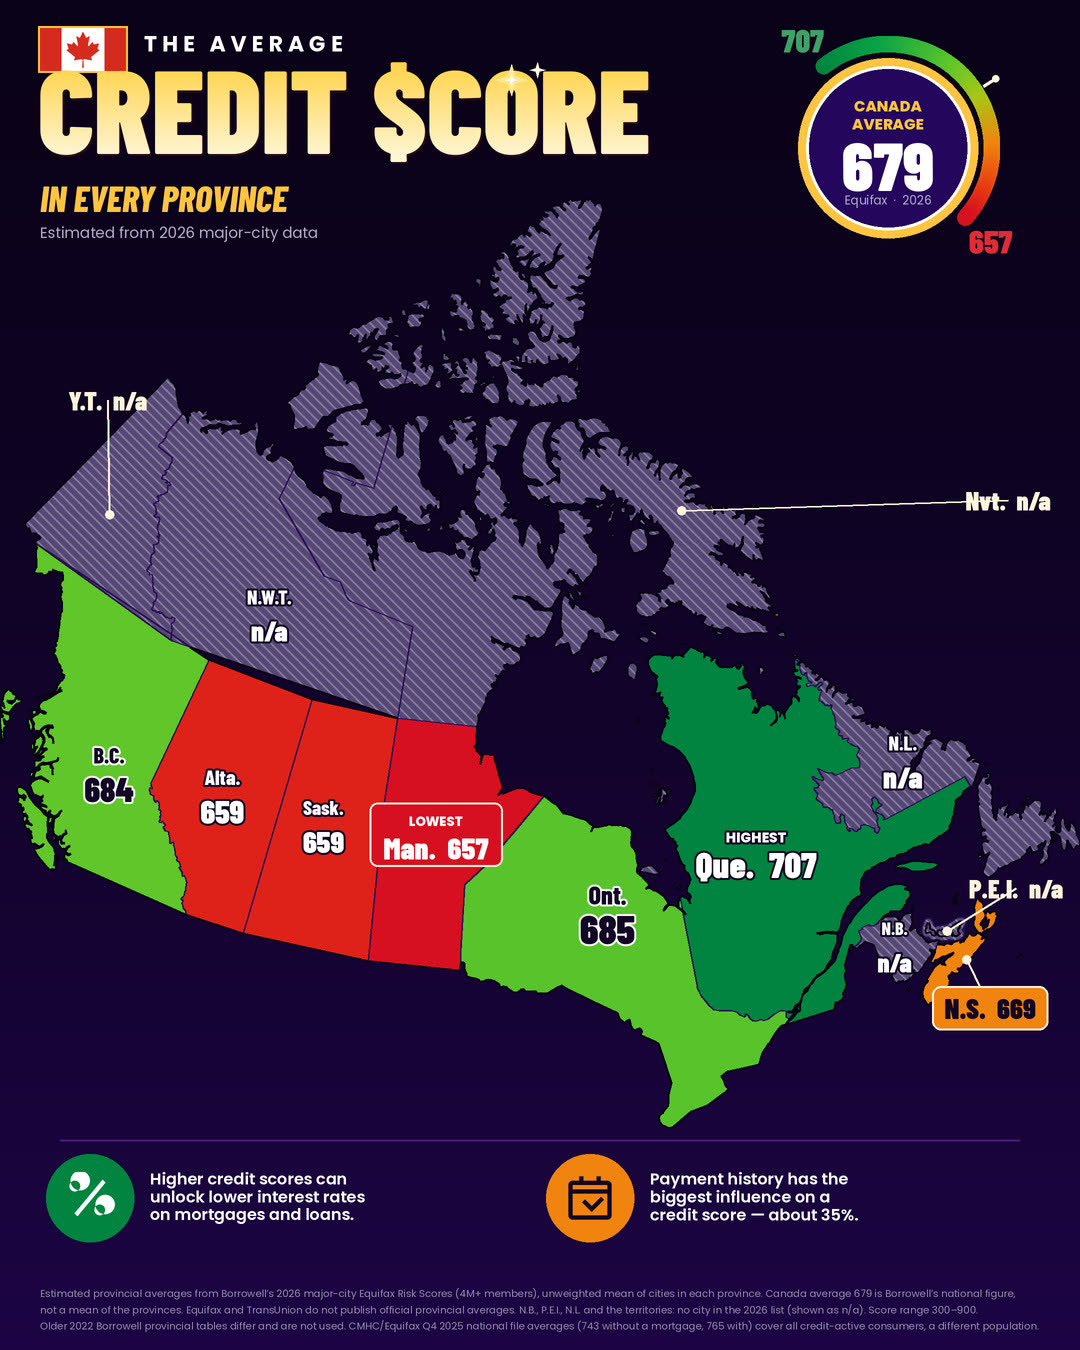 THE AVERAGE
CREDIT $CORE
IN EVERY PROVINCE
Estimated from 2026 major-city data
707
CANADA
AVERAGE
679
Equifax · 2026
657
Y.T. n/a
Nvt. n/a
N.W.T.
n/a
B.C.
684
Alta.
659
Sask.
659
LOWEST
Man. 657
Ont.
685
HIGHEST
Que. 707
N.L.
n/a
P.E.I. n/a
N.B.
n/a
N.S. 669
Higher credit scores can
unlock lower interest rates
on mortgages and loans.
Payment history has the
biggest influence on a
credit score — about 35%.
Estimated provincial averages from Borrowell's 2026 major-city Equifax Risk Scores (4M+ members), unweighted mean of cities in each province. Canada average 679 is Borrowell's national figure,
not a mean of the provinces. Equifax and TransUnion do not publish official provincial averages. N.B., P.E.I., N.L. and the territories: no city in the 2026 list (shown as n/a). Score range 300–900.
Older 2022 Borrowell provincial tables differ and are not used. CMHC/Equifax Q4 2025 national file averages (743 without a mortgage, 765 with) cover all credit-active consumers, a different population.